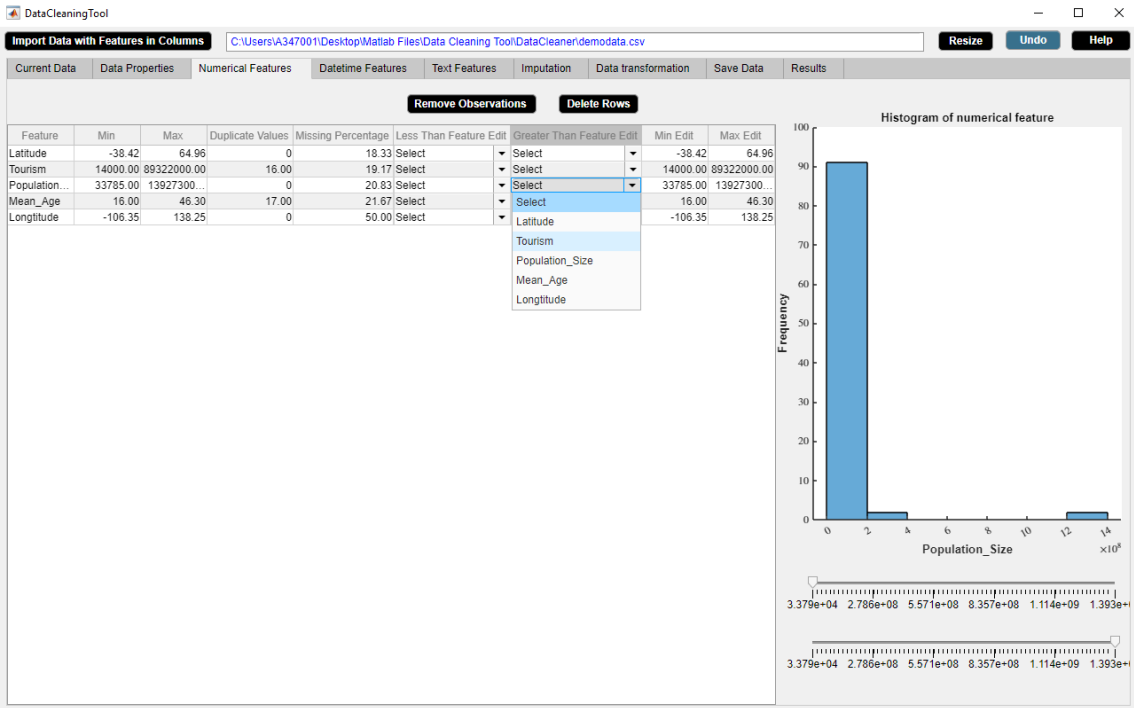 DataCleaningTool
Import Data with Features in Columns C:\Users\A347001\Desktop\Matlab Files\Data Cleaning Tool\DataCleaner\demodata.csv Resize Undo Help
Current Data Data Properties Numerical Features Datetime Features Text Features Imputation Data transformation Save Data Results
Remove Observations Delete Rows
Feature Min Max Duplicate Values Missing Percentage Less Than Feature Edit Greater Than Feature Edit Min Edit Max Edit
Latitude -38.42 64.96 0 18.33 Select Select -38.42 64.96
Tourism 14000.00 89322000.00 16.00 19.17 Select Select 14000.00 89322000.00
Population... 33785.00 13927300... 0 20.83 Select Select 33785.00 13927300...
Mean_Age 16.00 46.30 17.00 21.67 Select 16.00 46.30
Longtitude -106.35 138.25 0 50.00 Select -106.35 138.25
Select
Latitude
Tourism
Population_Size
Mean_Age
Longtitude
Histogram of numerical feature
100
90
80
70
60
50
40
30
20
10
0
Frequency
0 2 4 6 8 10 12 14
Population_Size ×10⁸
3.379e+04 2.786e+08 5.571e+08 8.357e+08 1.114e+09 1.393e+
3.379e+04 2.786e+08 5.571e+08 8.357e+08 1.114e+09 1.393e+